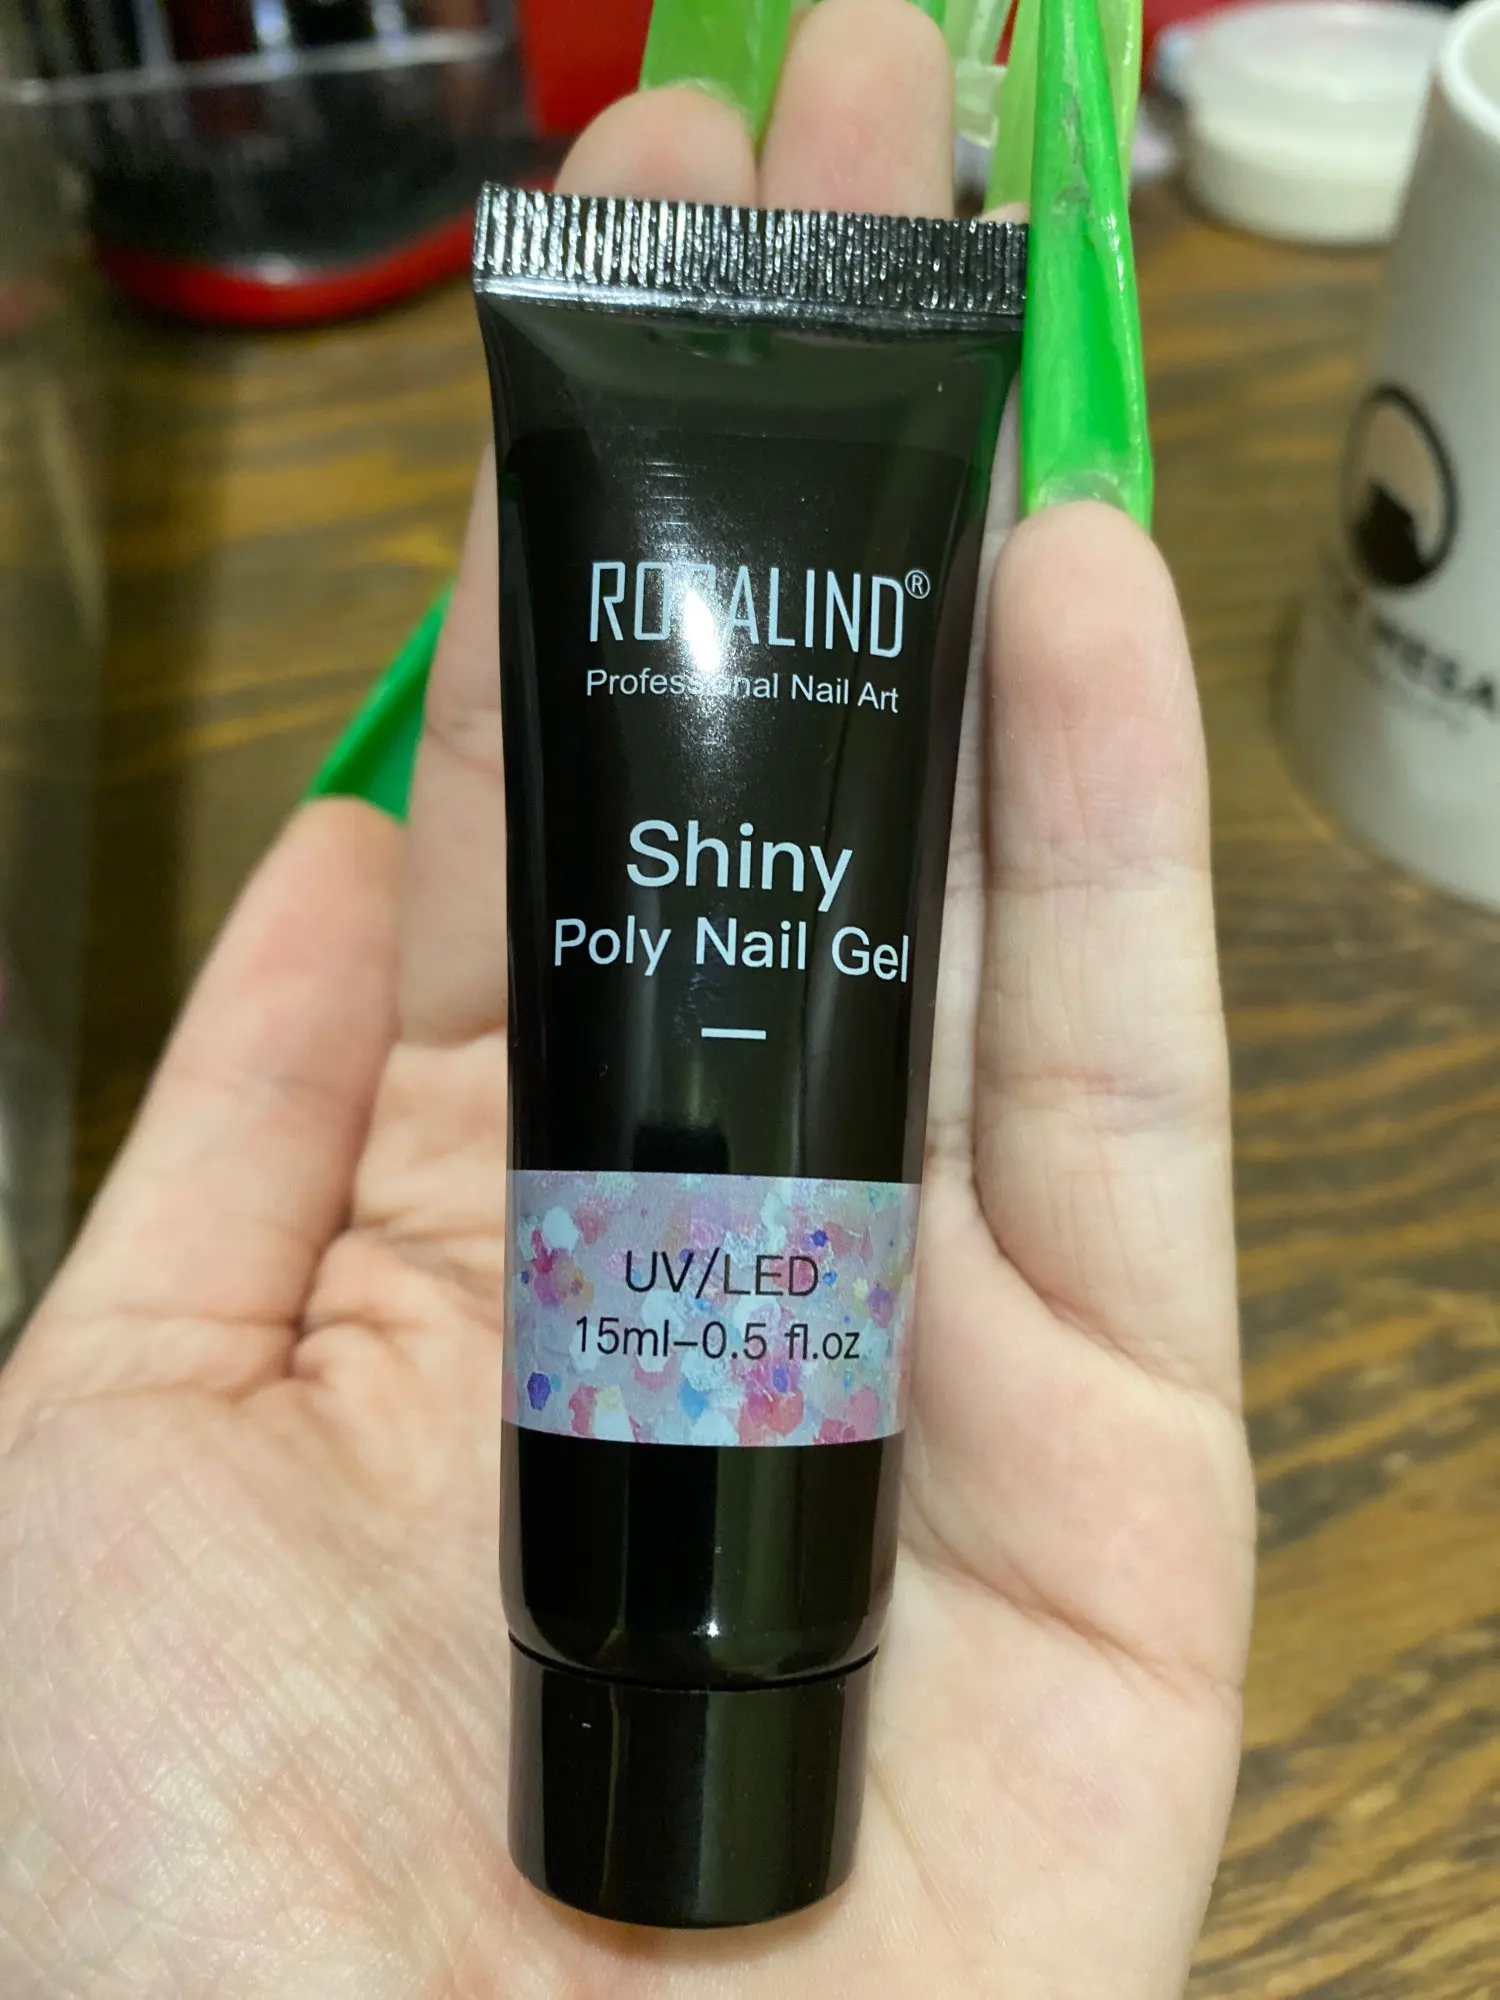 ROSALIND®
Professional Nail Art
Shiny
Poly Nail Gel
UV/LED
15ml–0.5 fl.oz